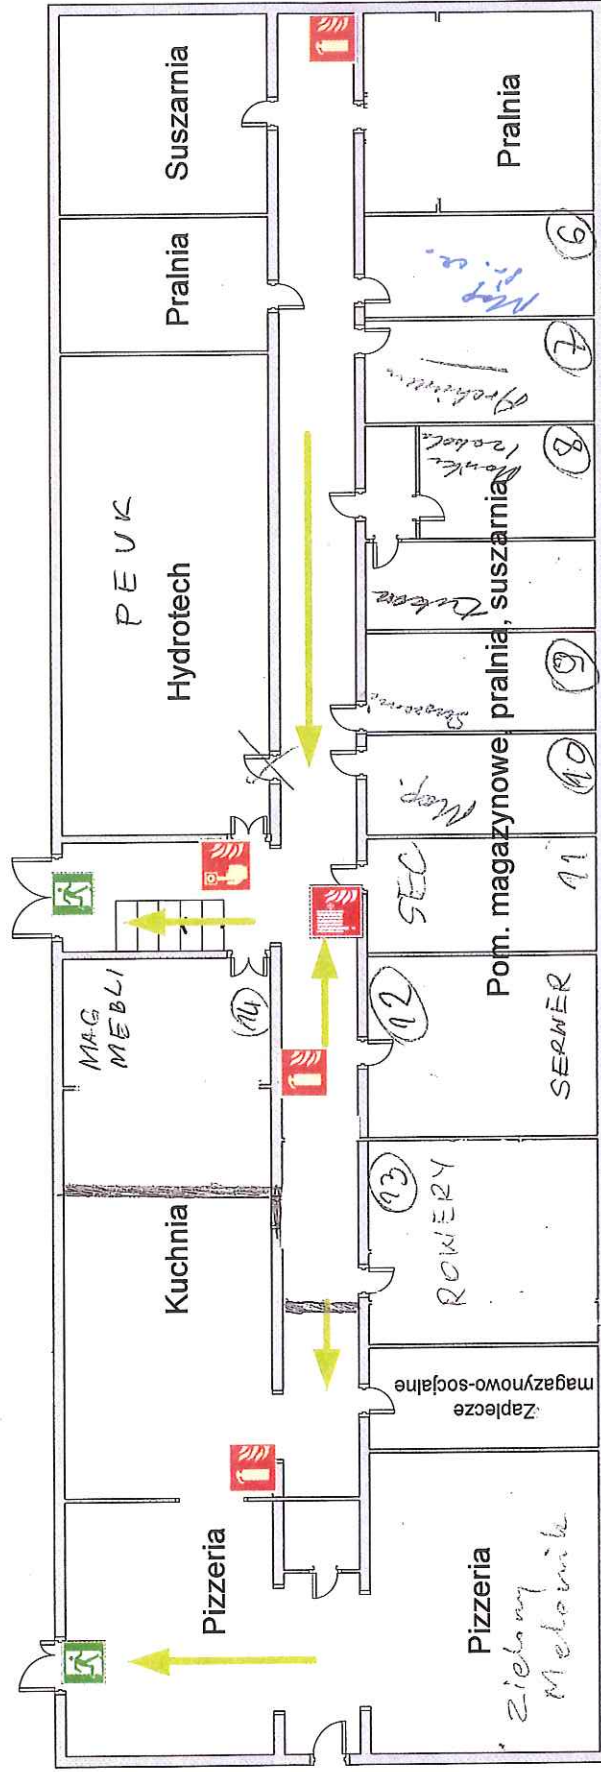 Pizzeria
Kuchnia
MAG
MEBLI
14
PEUK
Hydrotech
Pralnia
Suszarnia
Pizzeria
Zielony
Zaplecze
magazynowo-socjalne
13
ROWERY
12
SERWER
SEC
11
Mag.
10
9
8
7
6
Pom. magazynowe, pralnia, suszarnia
Pralnia